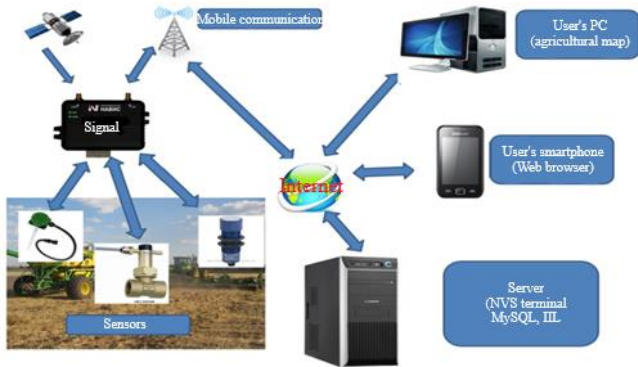 Mobile communication
User's PC
(agricultural map)
Signal
User's smartphone
(Web browser)
Internet
Sensors
Server
(NVS terminal
MySQL, IIL